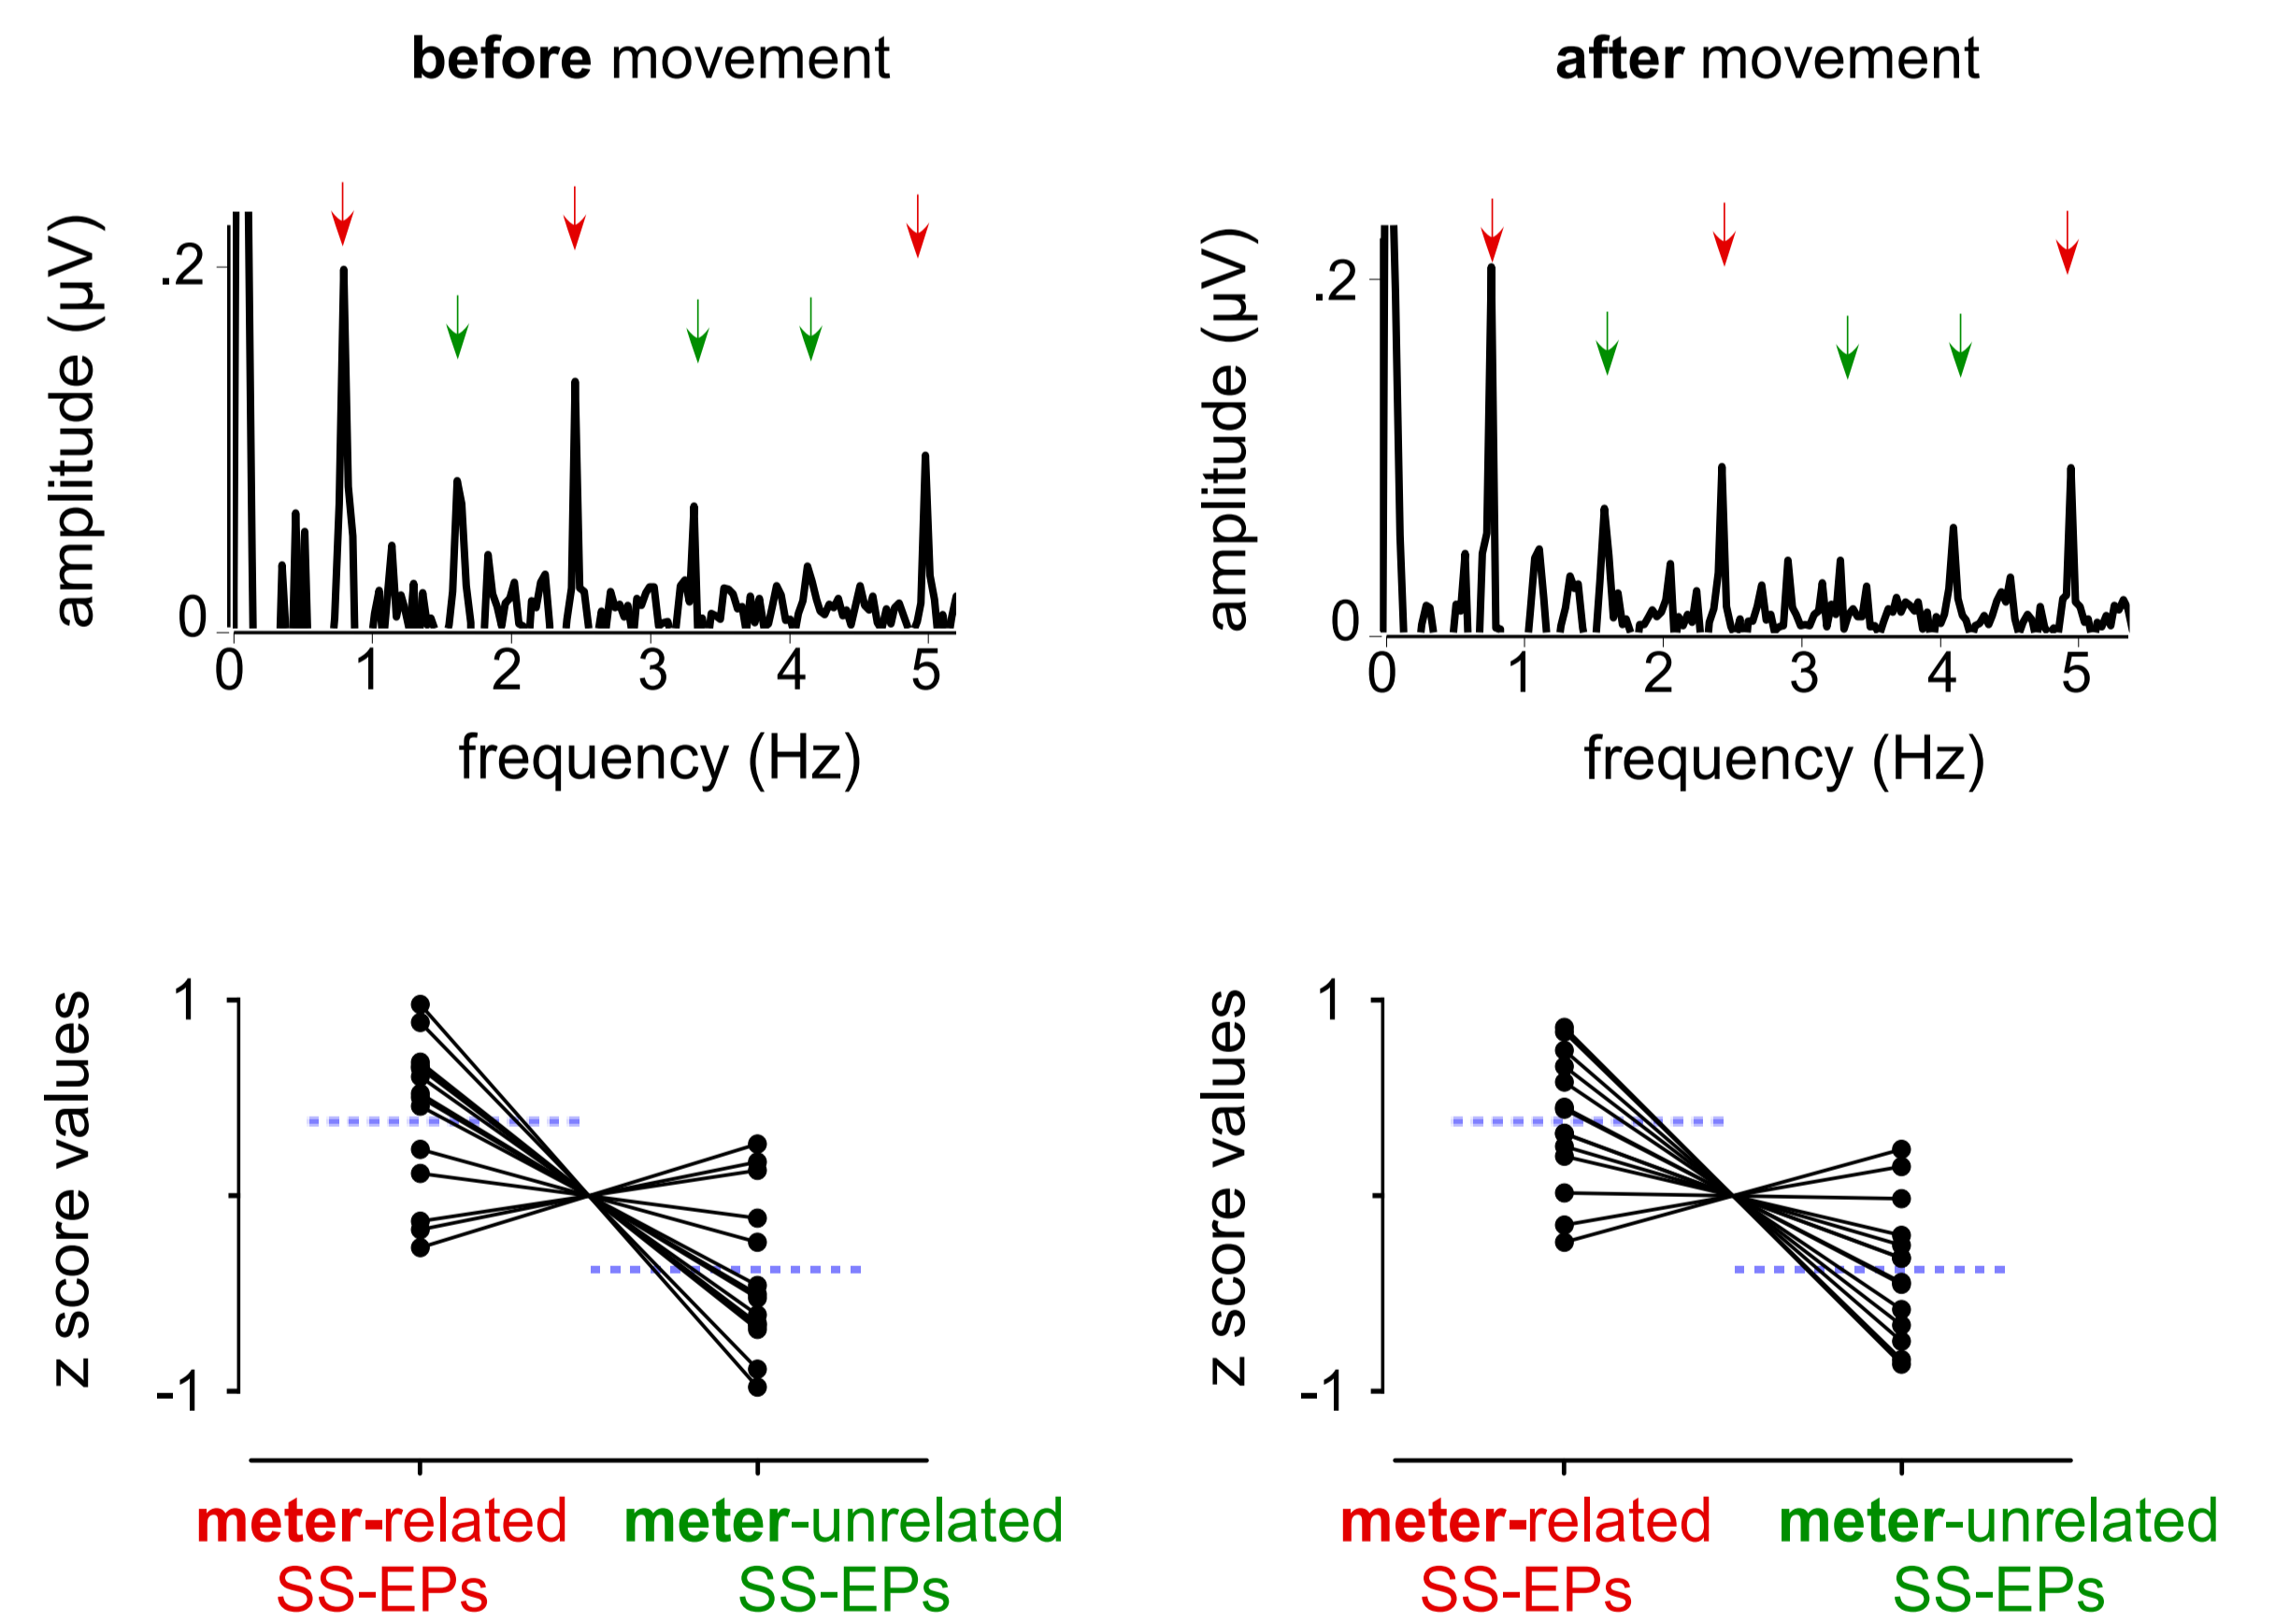 before movement
after movement
amplitude (µV)
.2
0
0 1 2 3 4 5
frequency (Hz)
amplitude (µV)
.2
0
0 1 2 3 4 5
frequency (Hz)
z score values
1
-1
meter-related
SS-EPs
meter-unrelated
SS-EPs
z score values
1
-1
meter-related
SS-EPs
meter-unrelated
SS-EPs